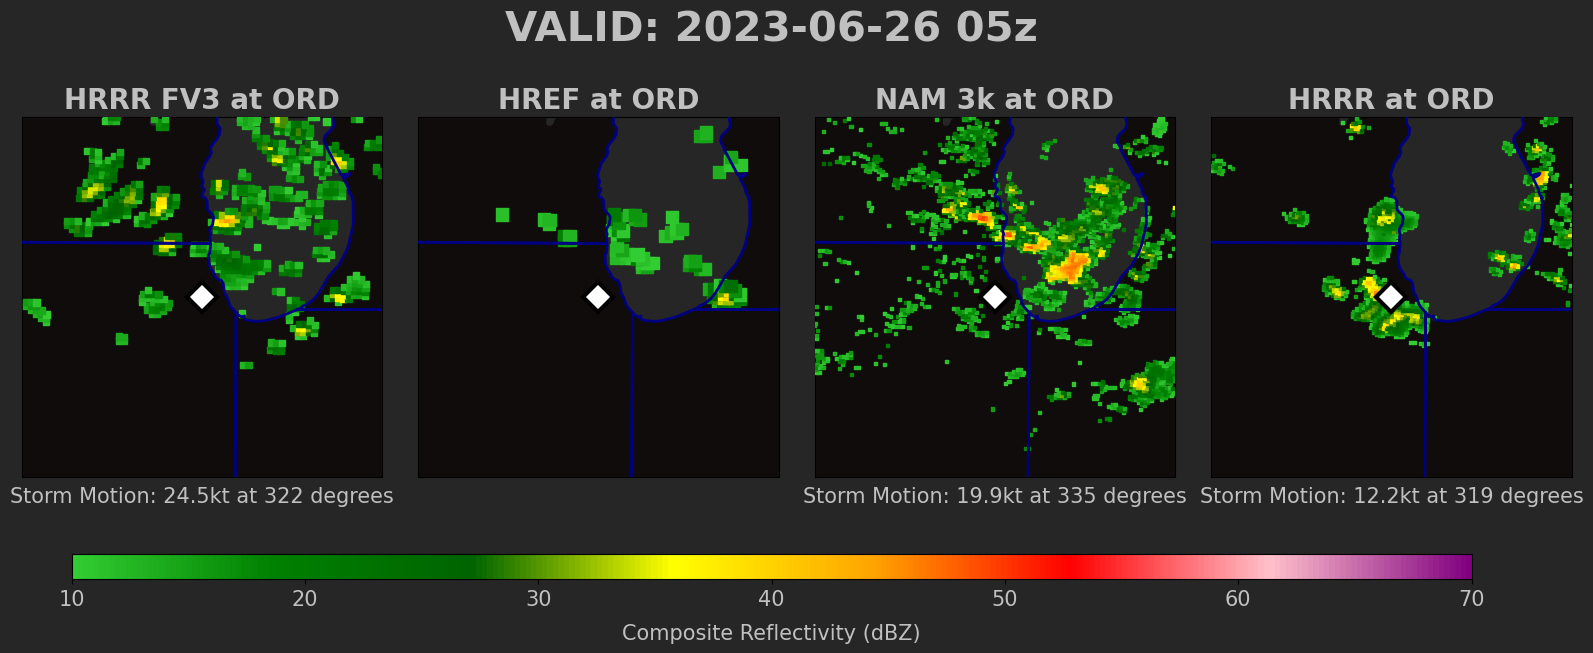 VALID: 2023-06-26 05z
HRRR FV3 at ORD
HREF at ORD
NAM 3k at ORD
HRRR at ORD
Storm Motion: 24.5kt at 322 degrees
Storm Motion: 19.9kt at 335 degrees
Storm Motion: 12.2kt at 319 degrees
10 20 30 40 50 60 70
Composite Reflectivity (dBZ)